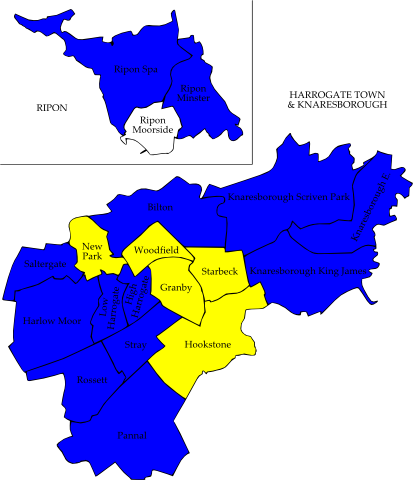 RIPON
Ripon Spa
Ripon
Minster
Ripon
Moorside
HARROGATE TOWN
& KNARESBOROUGH
Knaresborough Scriven Park
Knaresborough E
Bilton
New
Park
Woodfield
Saltergate
Starbeck
Knaresborough King James
Granby
Low
Harrogate
High
Harrogate
Harlow Moor
Stray
Hookstone
Rossett
Pannal